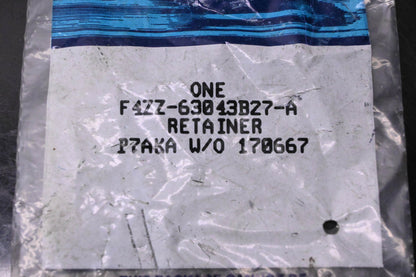 ONE
F4ZZ-63043B27-A
RETAINER
P7AKA W/O 170667